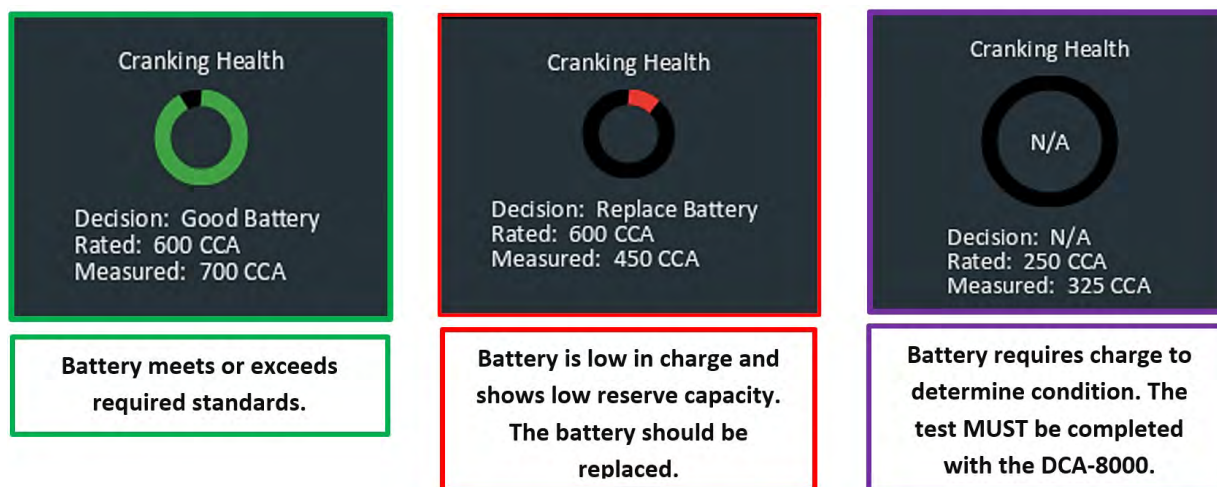 Cranking Health
Decision: Good Battery
Rated: 600 CCA
Measured: 700 CCA
Battery meets or exceeds
required standards.
Cranking Health
Decision: Replace Battery
Rated: 600 CCA
Measured: 450 CCA
Battery is low in charge and
shows low reserve capacity.
The battery should be
replaced.
Cranking Health
N/A
Decision: N/A
Rated: 250 CCA
Measured: 325 CCA
Battery requires charge to
determine condition. The
test MUST be completed
with the DCA-8000.